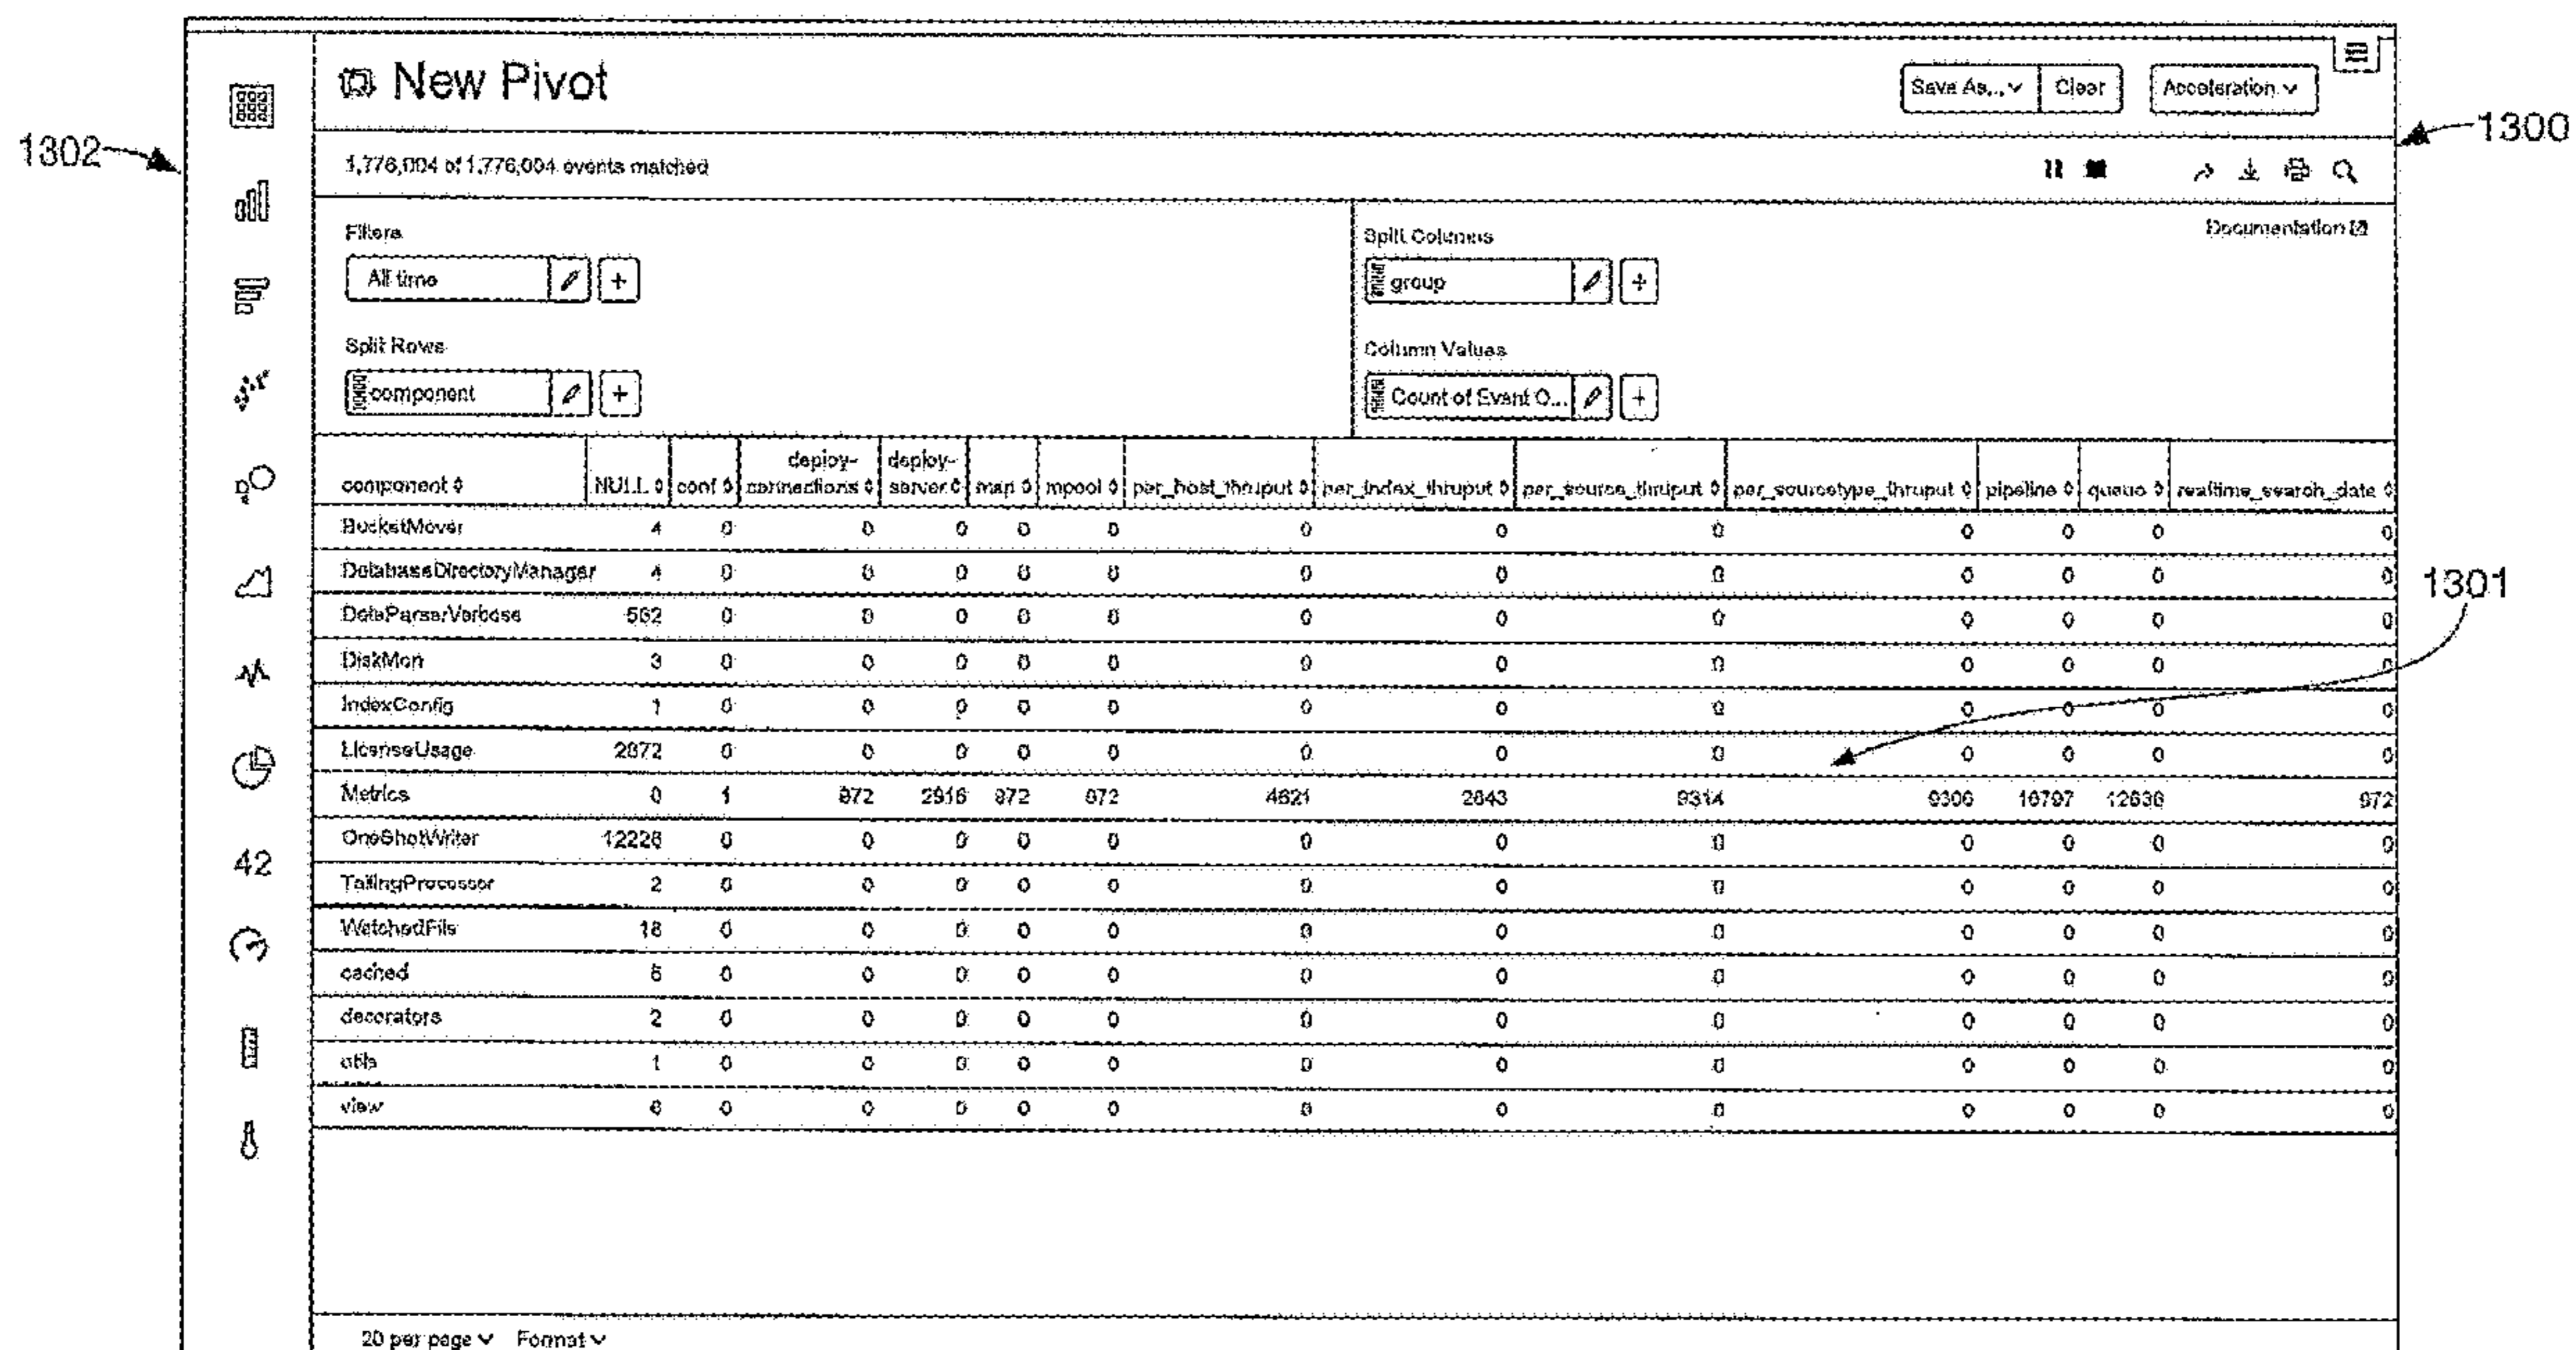 New Pivot
Save As... Clear Acceleration
1300
1302
1,776,004 of 1,776,004 events matched
Documentation
Filters
Split Columns
All time +
group +
Split Rows
Column Values
component +
Count of Event O... +
component NULL conf deploy-connections deploy-server map mpool per_host_thruput per_index_thruput per_source_thruput per_sourcetype_thruput pipeline queue realtime_search_data
BucketMover 4 0 0 0 0 0 0 0 0 0 0 0 0
DatabaseDirectoryManager 4 0 0 0 0 0 0 0 0 0 0 0 0
1301
DateParserVerbose 562 0 0 0 0 0 0 0 0 0 0 0 0
DiskMon 3 0 0 0 0 0 0 0 0 0 0 0 0
IndexConfig 1 0 0 0 0 0 0 0 0 0 0 0 0
LicenseUsage 0 0 0 0 0 0 0 0 0 0 0 0
Metrics 0 1 972 2916 972 972 4621 2643 9314 9306 12636 972
OneShotWriter 0 0 0 0 0 0 0 0 0 0 0 0
42
TailingProcessor 2 0 0 0 0 0 0 0 0 0 0 0 0
WatchedFile 18 0 0 0 0 0 0 0 0 0 0 0 0
cached 0 0 0 0 0 0 0 0 0 0 0 0
decorators 2 0 0 0 0 0 0 0 0 0 0 0 0
utils 1 0 0 0 0 0 0 0 0 0 0 0 0
view 6 0 0 0 0 0 0 0 0 0 0 0 0
20 per page Format